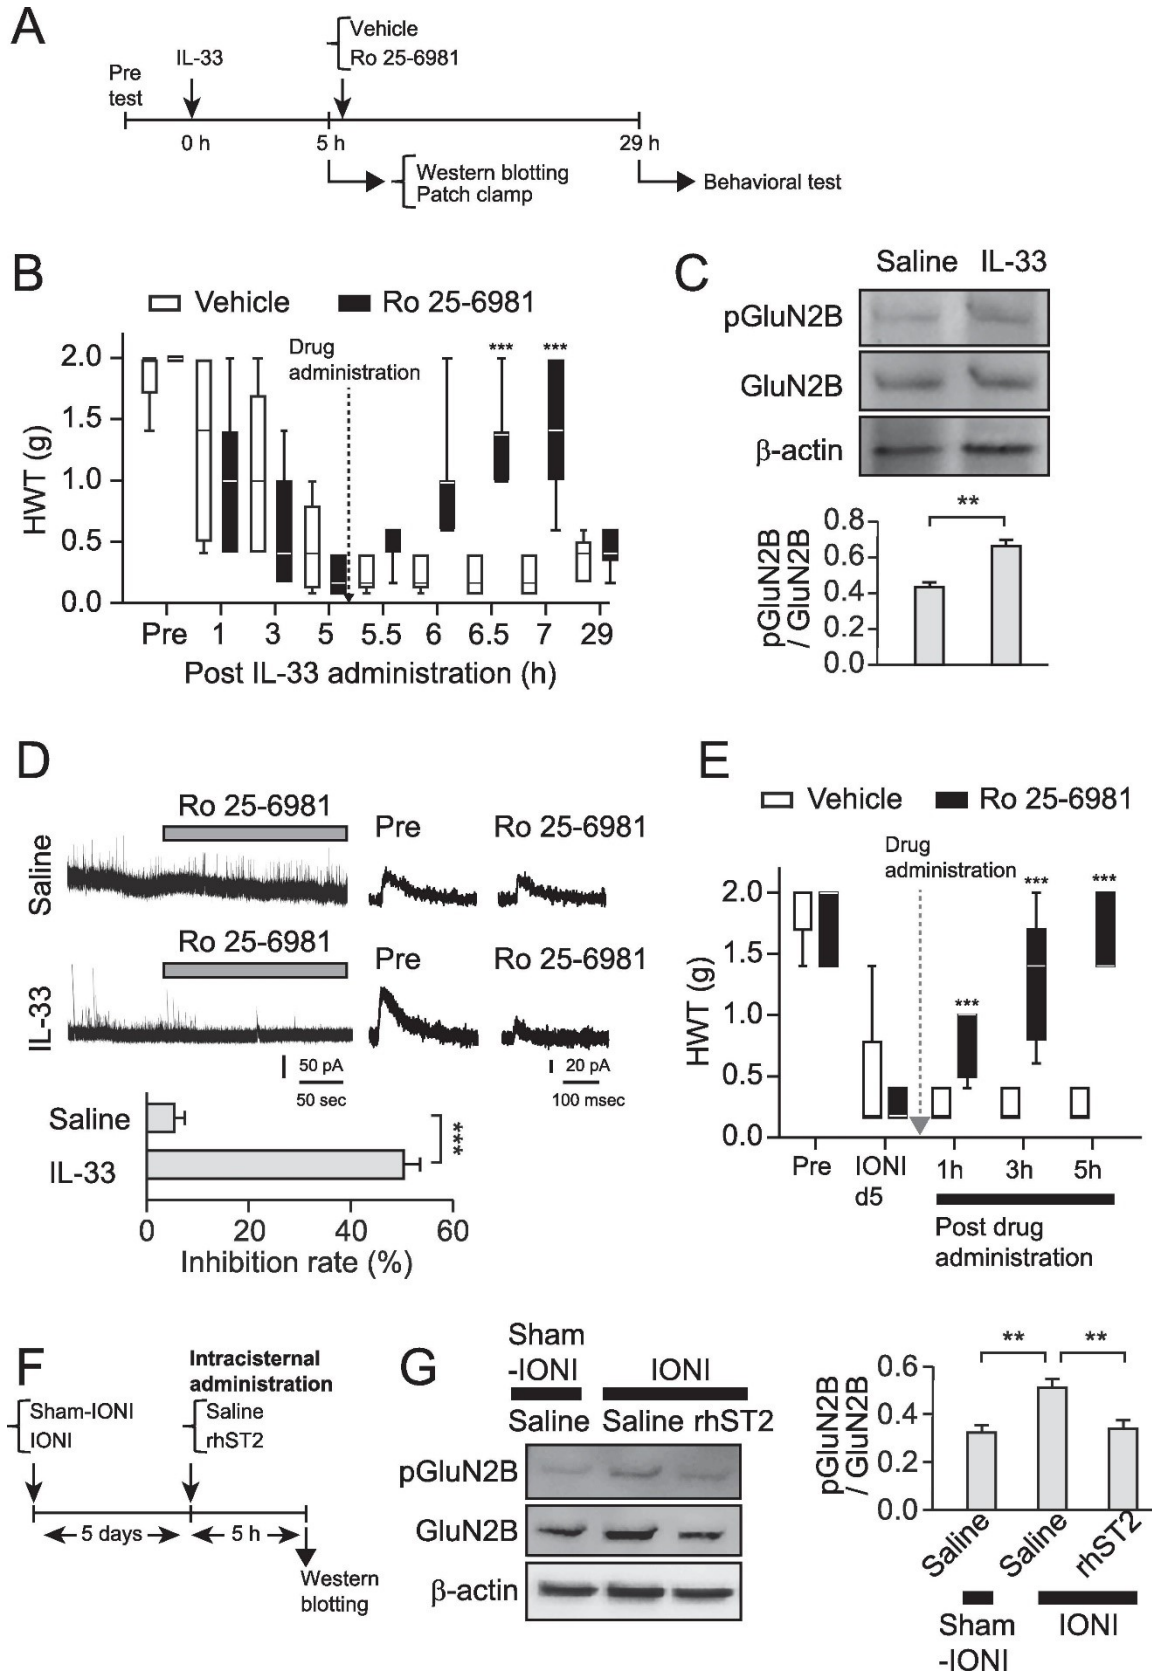 A
Vehicle
Ro 25-6981
IL-33
Pre
test
0 h
5 h
29 h
Western blotting
Patch clamp
Behavioral test
B
Vehicle
Ro 25-6981
Drug
administration
***
***
HWT (g)
2.0
1.5
1.0
0.5
0.0
Pre
1
3
5
5.5
6
6.5
7
29
Post IL-33 administration (h)
C
Saline
IL-33
pGluN2B
GluN2B
β-actin
**
pGluN2B
/ GluN2B
0.8
0.6
0.4
0.2
0.0
D
Ro 25-6981
Pre
Ro 25-6981
Saline
Ro 25-6981
Pre
Ro 25-6981
IL-33
50 pA
50 sec
20 pA
100 msec
Saline
IL-33
***
0
20
40
60
Inhibition rate (%)
E
Vehicle
Ro 25-6981
Drug
administration
***
***
***
HWT (g)
2.0
1.5
1.0
0.5
0.0
Pre
IONI
d5
1h
3h
5h
Post drug
administration
F
Intracisternal
administration
Sham-IONI
IONI
Saline
rhST2
5 days
5 h
Western
blotting
G
Sham
-IONI
IONI
Saline
Saline
rhST2
pGluN2B
GluN2B
β-actin
**
**
pGluN2B
/ GluN2B
0.6
0.4
0.2
0.0
Saline
Saline
rhST2
Sham
-IONI
IONI